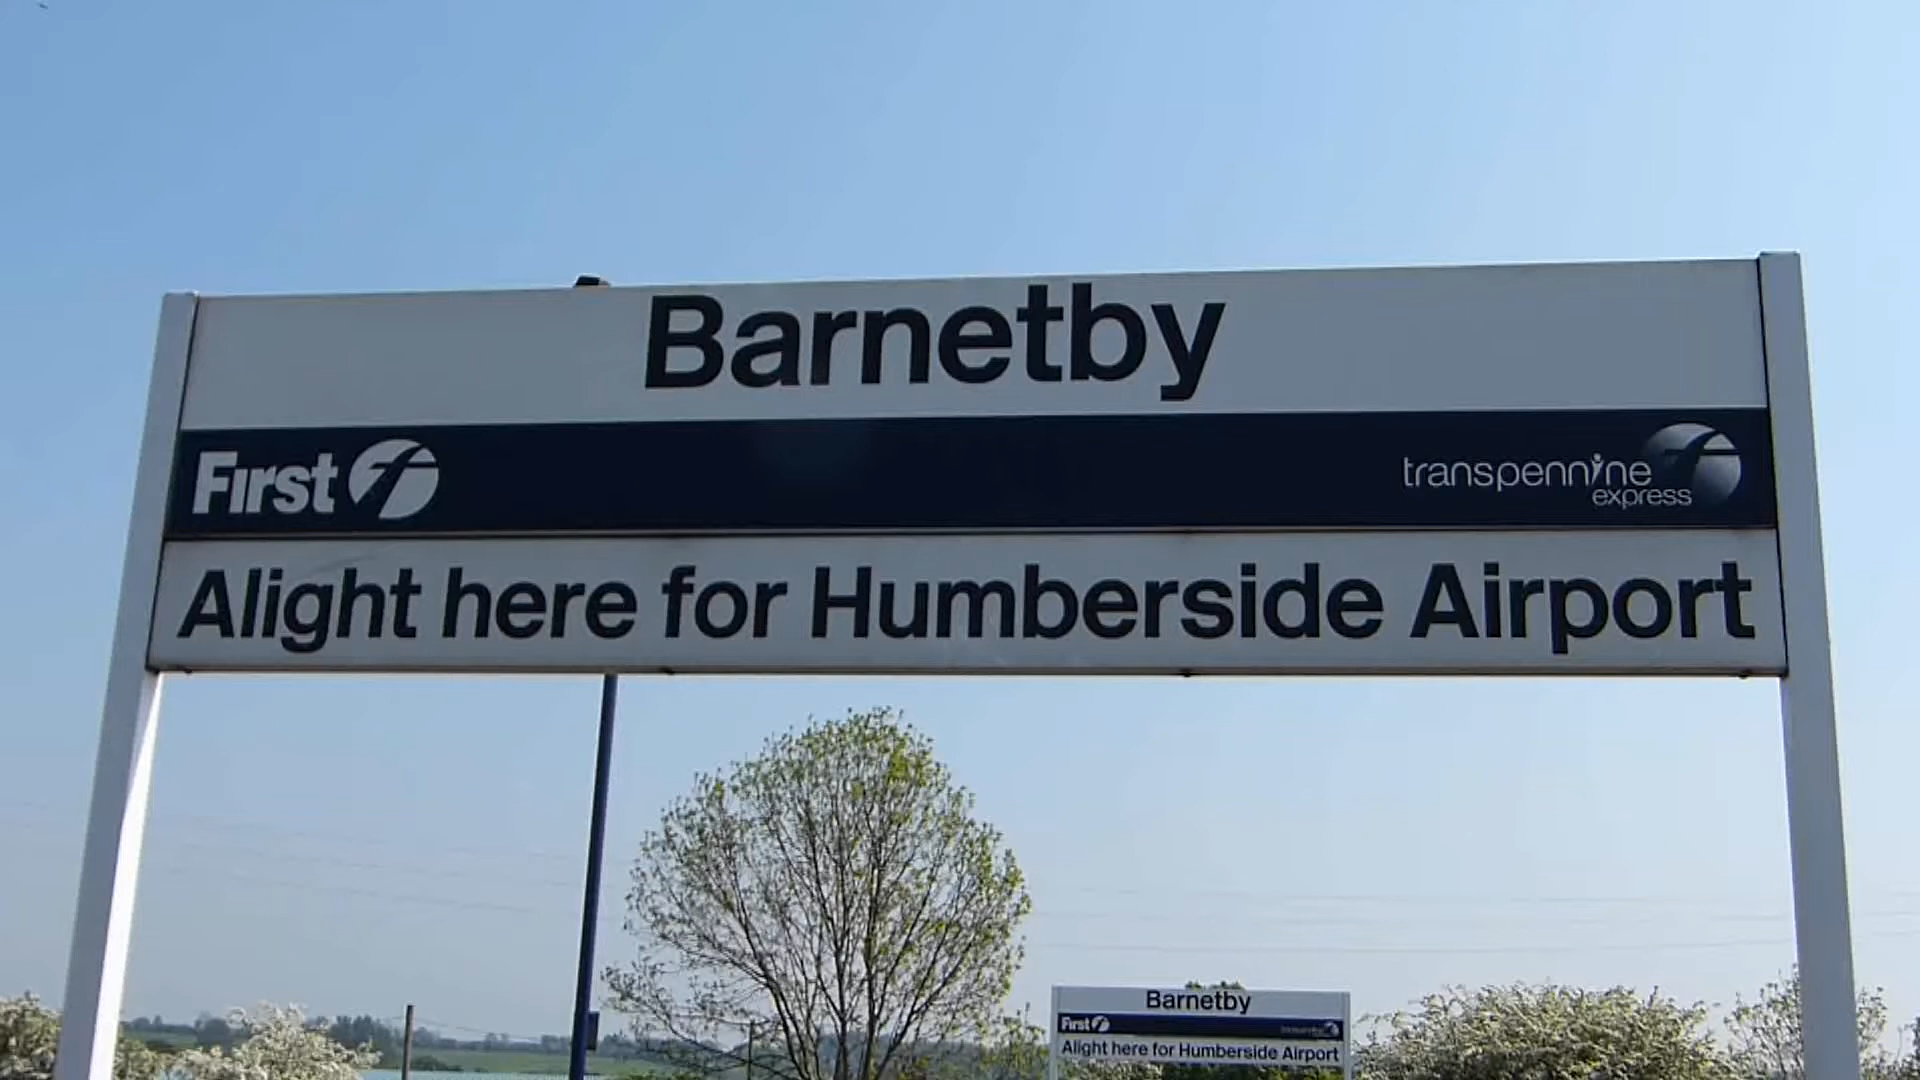 Barnetby
First
transpennine
express
Alight here for Humberside Airport
Barnetby
First
Alight here for Humberside Airport